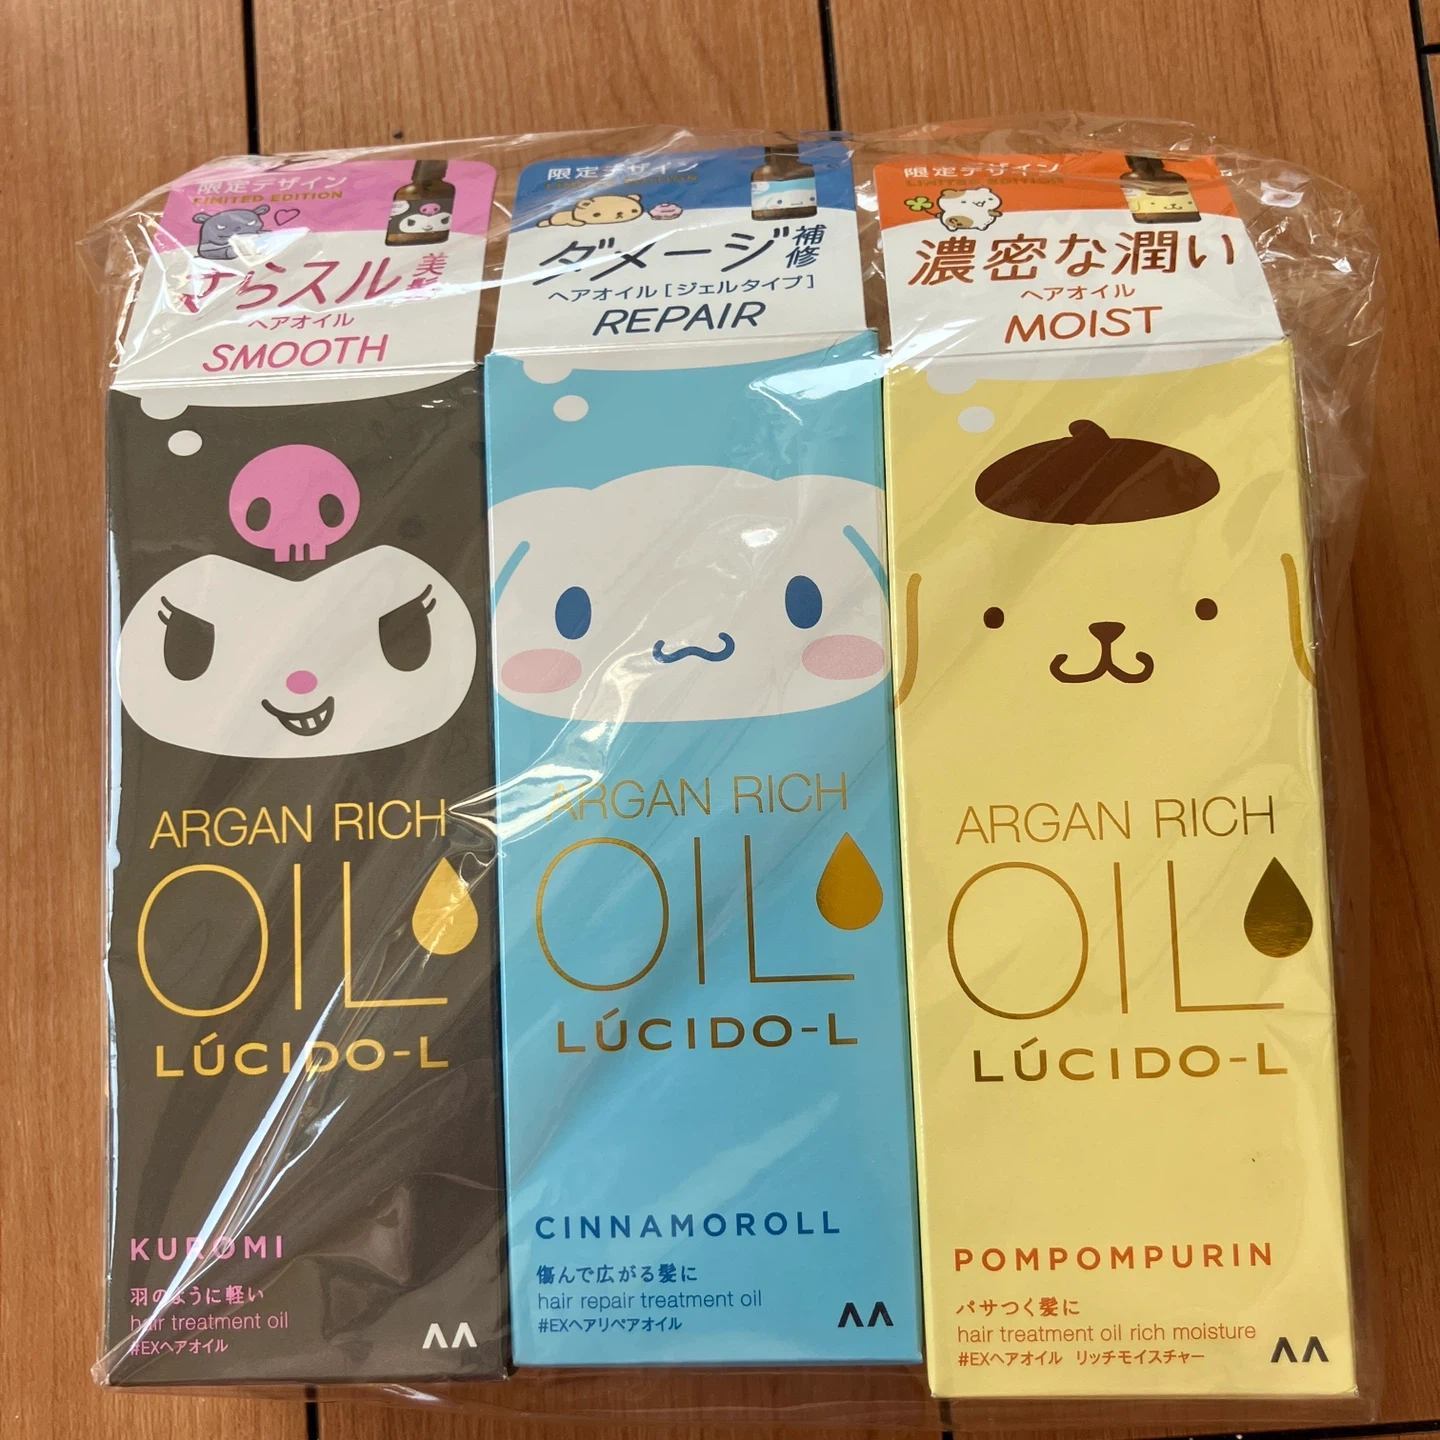 限定デザイン
LIMITED EDITION
さらスル
美髪
ヘアオイル
SMOOTH
ARGAN RICH
OIL
LÚCIDO-L
KUROMI
羽のように軽い
hair treatment oil
#EXヘアオイル
限定デザイン
LIMITED EDITION
ダメージ
補修
ヘアオイル[ジェルタイプ]
REPAIR
ARGAN RICH
OIL
LÚCIDO-L
CINNAMOROLL
傷んで広がる髪に
hair repair treatment oil
#EXヘアリペアオイル
限定デザイン
LIMITED EDITION
濃密な潤い
ヘアオイル
MOIST
ARGAN RICH
OIL
LÚCIDO-L
POMPOMPURIN
パサつく髪に
hair treatment oil rich moisture
#EXヘアオイル リッチモイスチャー